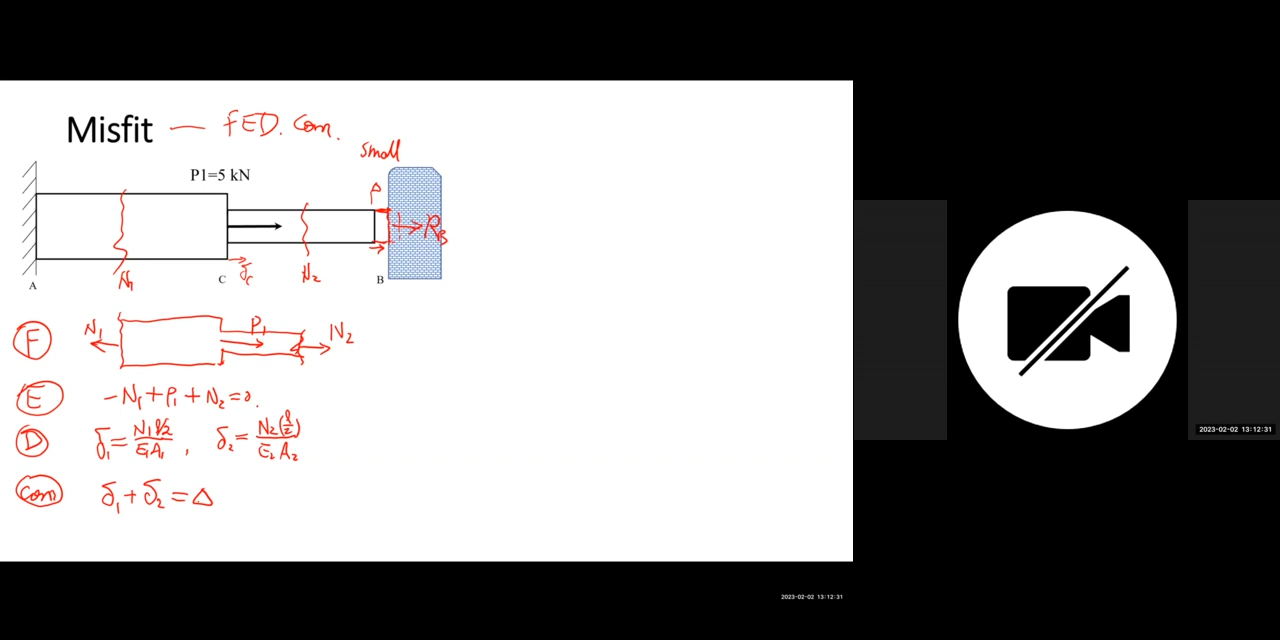 Misfit — FED. Com.
small
P1=5 kN
P
R_B
A
N₁
C
δ_c
N₂
B
F
N₁
P₁
N₂
E
-N₁+P₁+N₂=0.
D
δ₁=N₁ l/2 / E₁A₁, δ₂=N₂(l/2) / E₂A₂
Com
δ₁+δ₂=Δ
2023-02-02 13:12:31
2023-02-02 13:12:31